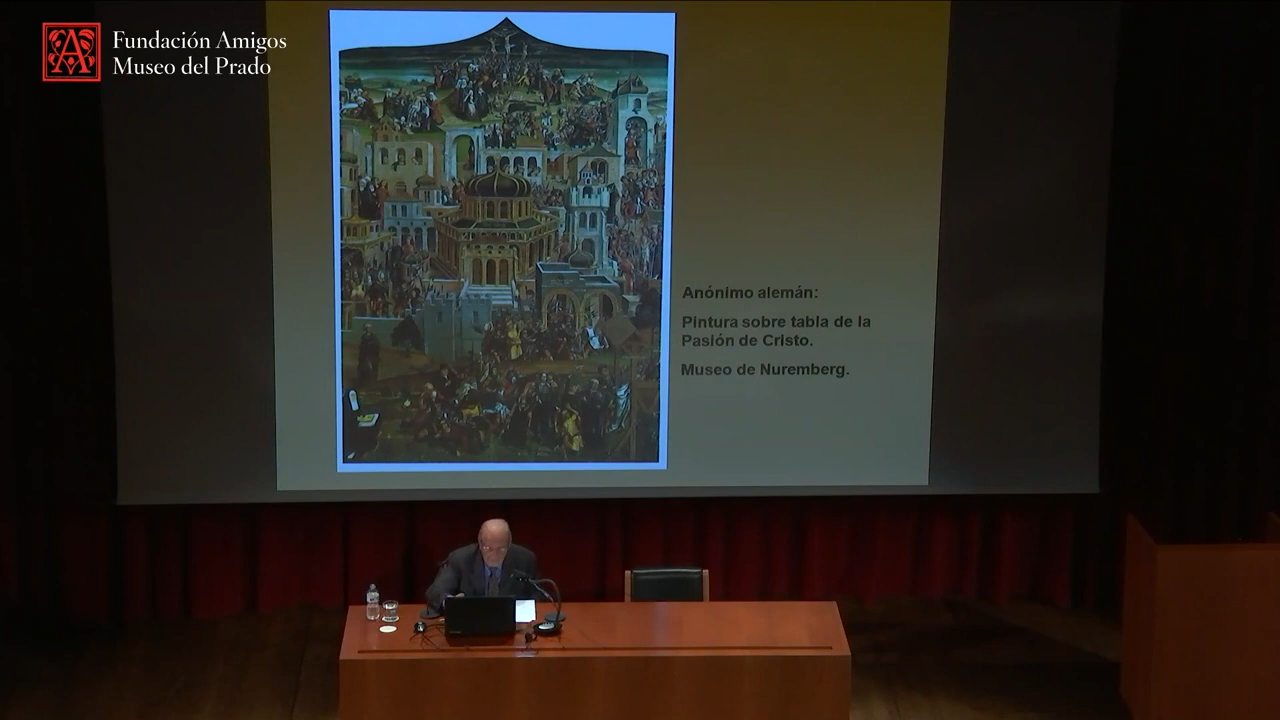 Fundación Amigos
Museo del Prado
Anónimo alemán:
Pintura sobre tabla de la
Pasión de Cristo.
Museo de Nuremberg.